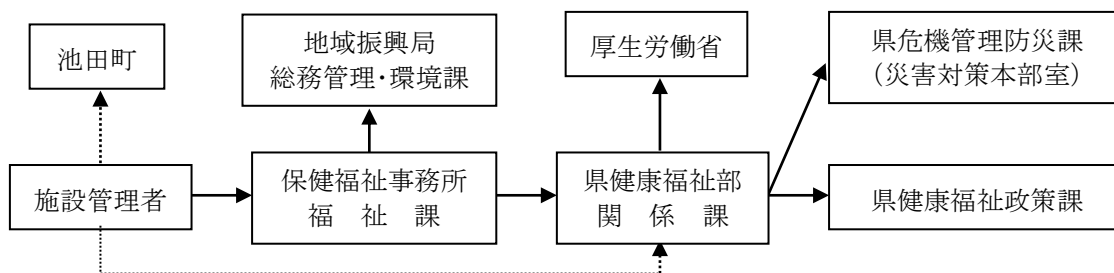 池田町
地域振興局
総務管理・環境課
厚生労働省
県危機管理防災課
（災害対策本部室）
施設管理者
保健福祉事務所
福　祉　課
県健康福祉部
関　係　課
県健康福祉政策課